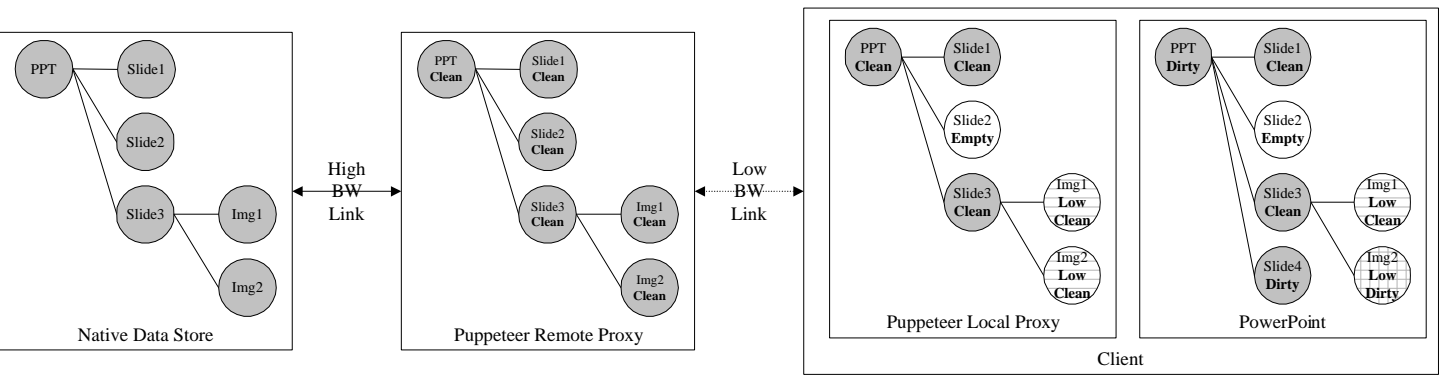 PPT
Slide1
Slide2
Slide3
Img1
Img2
Native Data Store
High
BW
Link
PPT
Clean
Slide1
Clean
Slide2
Clean
Slide3
Clean
Img1
Clean
Img2
Clean
Puppeteer Remote Proxy
Low
BW
Link
PPT
Clean
Slide1
Clean
Slide2
Empty
Slide3
Clean
Img1
Low
Clean
Img2
Low
Clean
Puppeteer Local Proxy
PPT
Dirty
Slide1
Clean
Slide2
Empty
Slide3
Clean
Img1
Low
Clean
Slide4
Dirty
Img2
Low
Dirty
PowerPoint
Client